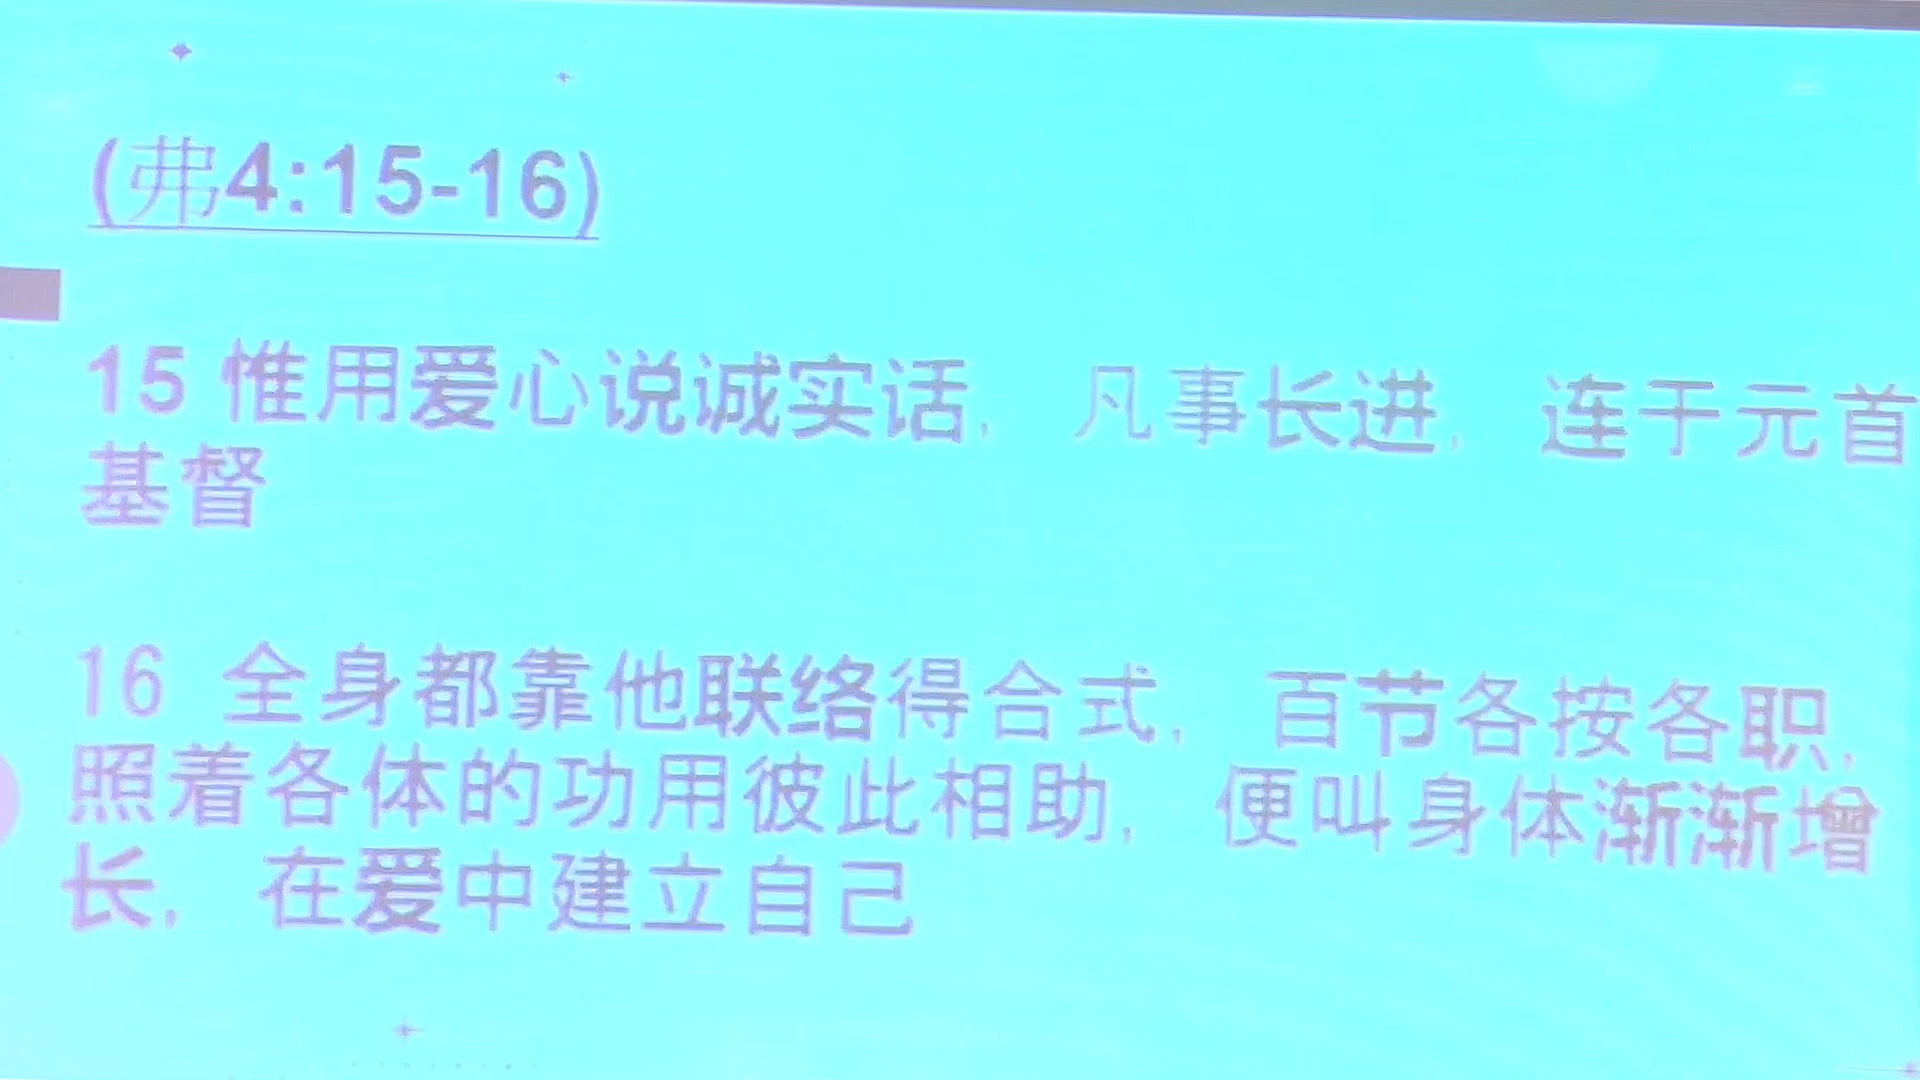 (弗4:15-16)
15 惟用爱心说诚实话, 凡事长进, 连于元首
基督
16 全身都靠他联络得合式, 百节各按各职,
照着各体的功用彼此相助, 便叫身体渐渐增
长, 在爱中建立自己